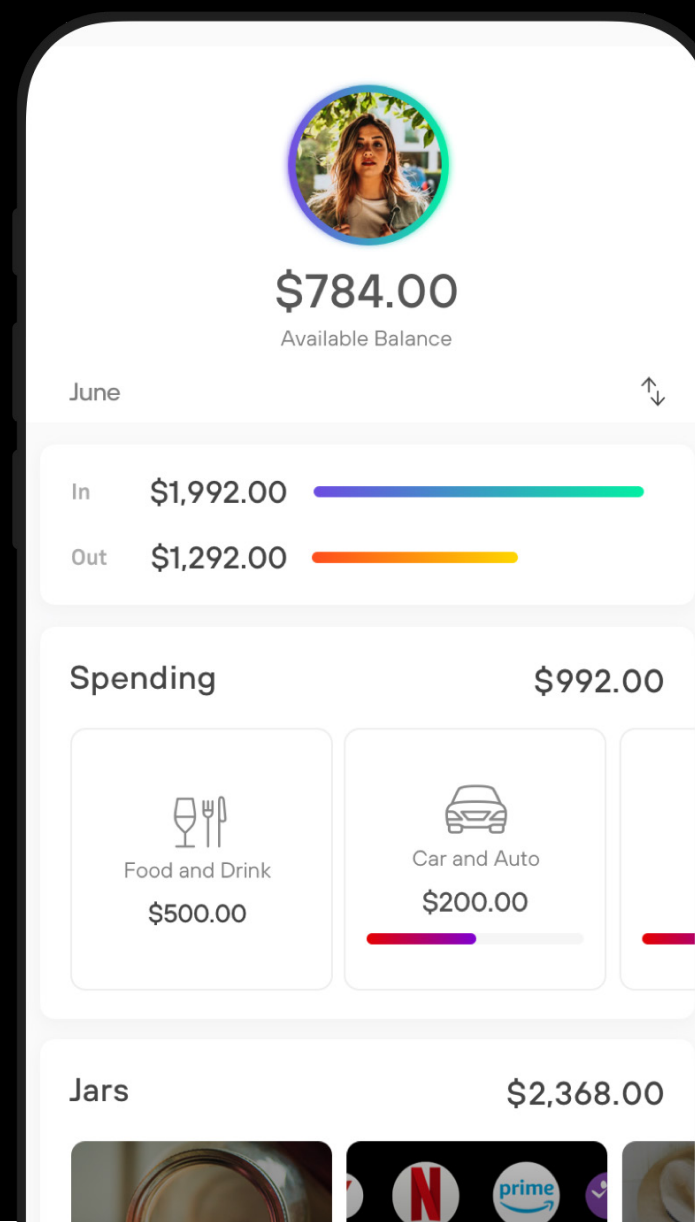 $784.00
Available Balance
June
In $1,992.00
Out $1,292.00
Spending $992.00
Food and Drink
$500.00
Car and Auto
$200.00
Jars $2,368.00
N
prime